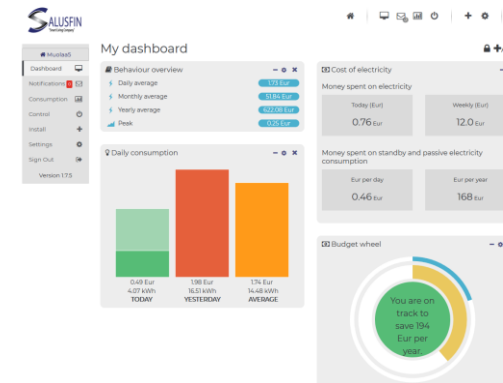 SALUSFIN
MuslaaS
Dashboard
Notifications
Consumption
Control
Install
Settings
Sign Out
Version 1.7.3
My dashboard
Behaviour overview
Daily average 1.73 Eur
Monthly average 51.84 Eur
Yearly average 622.08 Eur
Peak 0.25 Eur
Daily consumption
0.49 Eur 1.98 Eur 1.74 Eur
4.07 kWh 16.51 kWh 14.48 kWh
TODAY YESTERDAY AVERAGE
Cost of electricity
Money spent on electricity
Today (Eur) Weekly (Eur)
0.76 Eur 12.0 Eur
Money spent on standby and passive electricity
consumption
Eur per day Eur per year
0.46 Eur 168 Eur
Budget wheel
You are on
track to
save 194
Eur per
year.